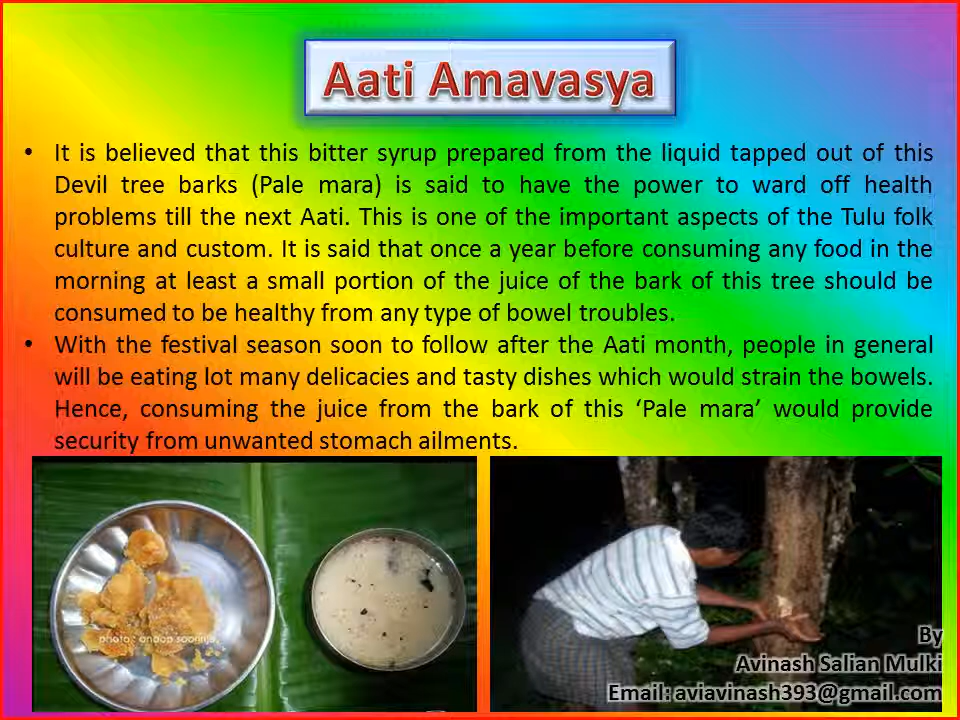 Aati Amavasya
• It is believed that this bitter syrup prepared from the liquid tapped out of this
Devil tree barks (Pale mara) is said to have the power to ward off health
problems till the next Aati. This is one of the important aspects of the Tulu folk
culture and custom. It is said that once a year before consuming any food in the
morning at least a small portion of the juice of the bark of this tree should be
consumed to be healthy from any type of bowel troubles.
• With the festival season soon to follow after the Aati month, people in general
will be eating lot many delicacies and tasty dishes which would strain the bowels.
Hence, consuming the juice from the bark of this ‘Pale mara’ would provide
security from unwanted stomach ailments.
photo : anoop
By
Avinash Salian Mulki
Email: aviavinash393@gmail.com